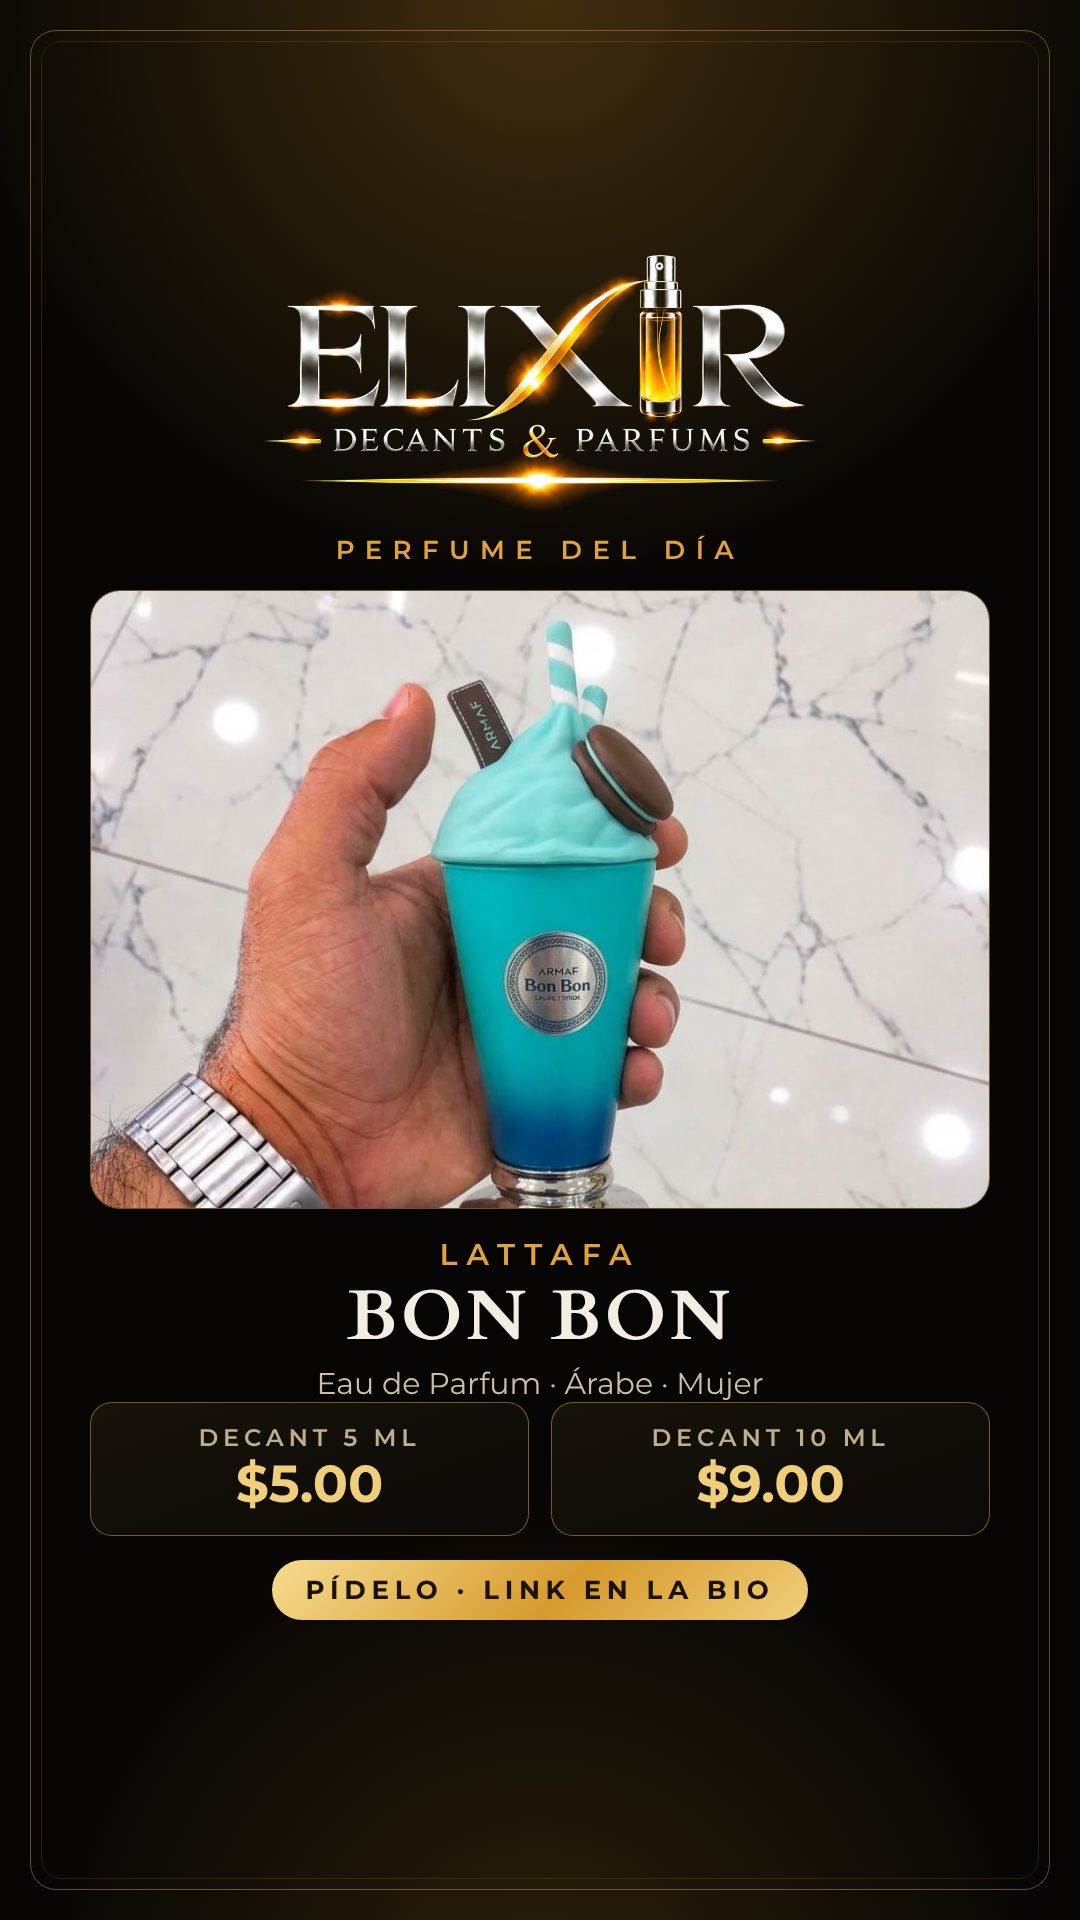 ELIXIR
DECANTS & PARFUMS
PERFUME DEL DÍA
ARMAF
ARMAF
Bon Bon
LATTAFA
BON BON
Eau de Parfum · Árabe · Mujer
DECANT 5 ML
$5.00
DECANT 10 ML
$9.00
PÍDELO · LINK EN LA BIO